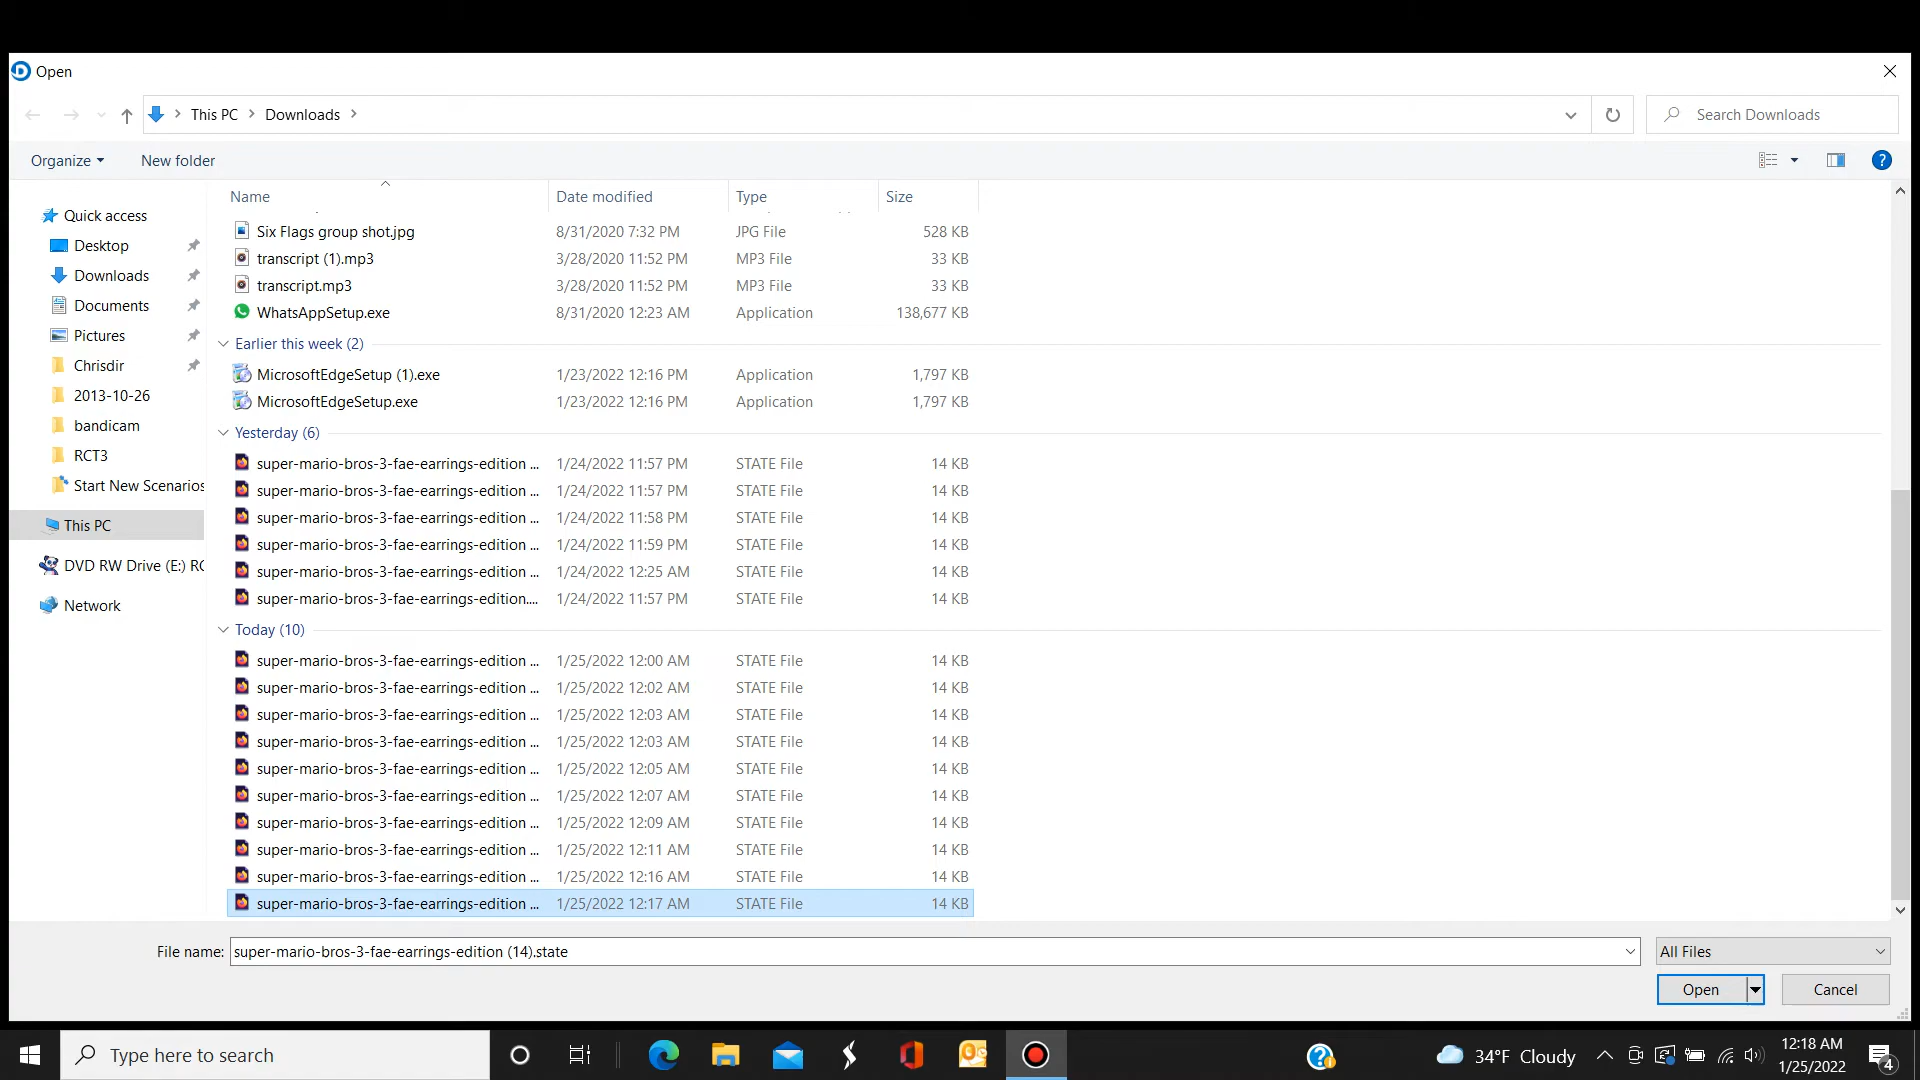 Open
This PC > Downloads >
Search Downloads
Organize
New folder
Name Date modified Type Size
Six Flags group shot.jpg 8/31/2020 7:32 PM JPG File 528 KB
transcript (1).mp3 3/28/2020 11:52 PM MP3 File 33 KB
transcript.mp3 3/28/2020 11:52 PM MP3 File 33 KB
WhatsAppSetup.exe 8/31/2020 12:23 AM Application 138,677 KB
Earlier this week (2)
MicrosoftEdgeSetup (1).exe 1/23/2022 12:16 PM Application 1,797 KB
MicrosoftEdgeSetup.exe 1/23/2022 12:16 PM Application 1,797 KB
Yesterday (6)
super-mario-bros-3-fae-earrings-edition ... 1/24/2022 11:57 PM STATE File 14 KB
super-mario-bros-3-fae-earrings-edition ... 1/24/2022 11:57 PM STATE File 14 KB
super-mario-bros-3-fae-earrings-edition ... 1/24/2022 11:58 PM STATE File 14 KB
super-mario-bros-3-fae-earrings-edition ... 1/24/2022 11:59 PM STATE File 14 KB
super-mario-bros-3-fae-earrings-edition ... 1/24/2022 12:25 AM STATE File 14 KB
super-mario-bros-3-fae-earrings-edition.... 1/24/2022 11:57 PM STATE File 14 KB
Today (10)
super-mario-bros-3-fae-earrings-edition ... 1/25/2022 12:00 AM STATE File 14 KB
super-mario-bros-3-fae-earrings-edition ... 1/25/2022 12:02 AM STATE File 14 KB
super-mario-bros-3-fae-earrings-edition ... 1/25/2022 12:03 AM STATE File 14 KB
super-mario-bros-3-fae-earrings-edition ... 1/25/2022 12:03 AM STATE File 14 KB
super-mario-bros-3-fae-earrings-edition ... 1/25/2022 12:05 AM STATE File 14 KB
super-mario-bros-3-fae-earrings-edition ... 1/25/2022 12:07 AM STATE File 14 KB
super-mario-bros-3-fae-earrings-edition ... 1/25/2022 12:09 AM STATE File 14 KB
super-mario-bros-3-fae-earrings-edition ... 1/25/2022 12:11 AM STATE File 14 KB
super-mario-bros-3-fae-earrings-edition ... 1/25/2022 12:16 AM STATE File 14 KB
super-mario-bros-3-fae-earrings-edition ... 1/25/2022 12:17 AM STATE File 14 KB
Quick access
Desktop
Downloads
Documents
Pictures
Chrisdir
2013-10-26
bandicam
RCT3
Start New Scenarios
This PC
DVD RW Drive (E:) RC
Network
File name: super-mario-bros-3-fae-earrings-edition (14).state
All Files
Open
Cancel
Type here to search
34°F Cloudy
12:18 AM
1/25/2022
4